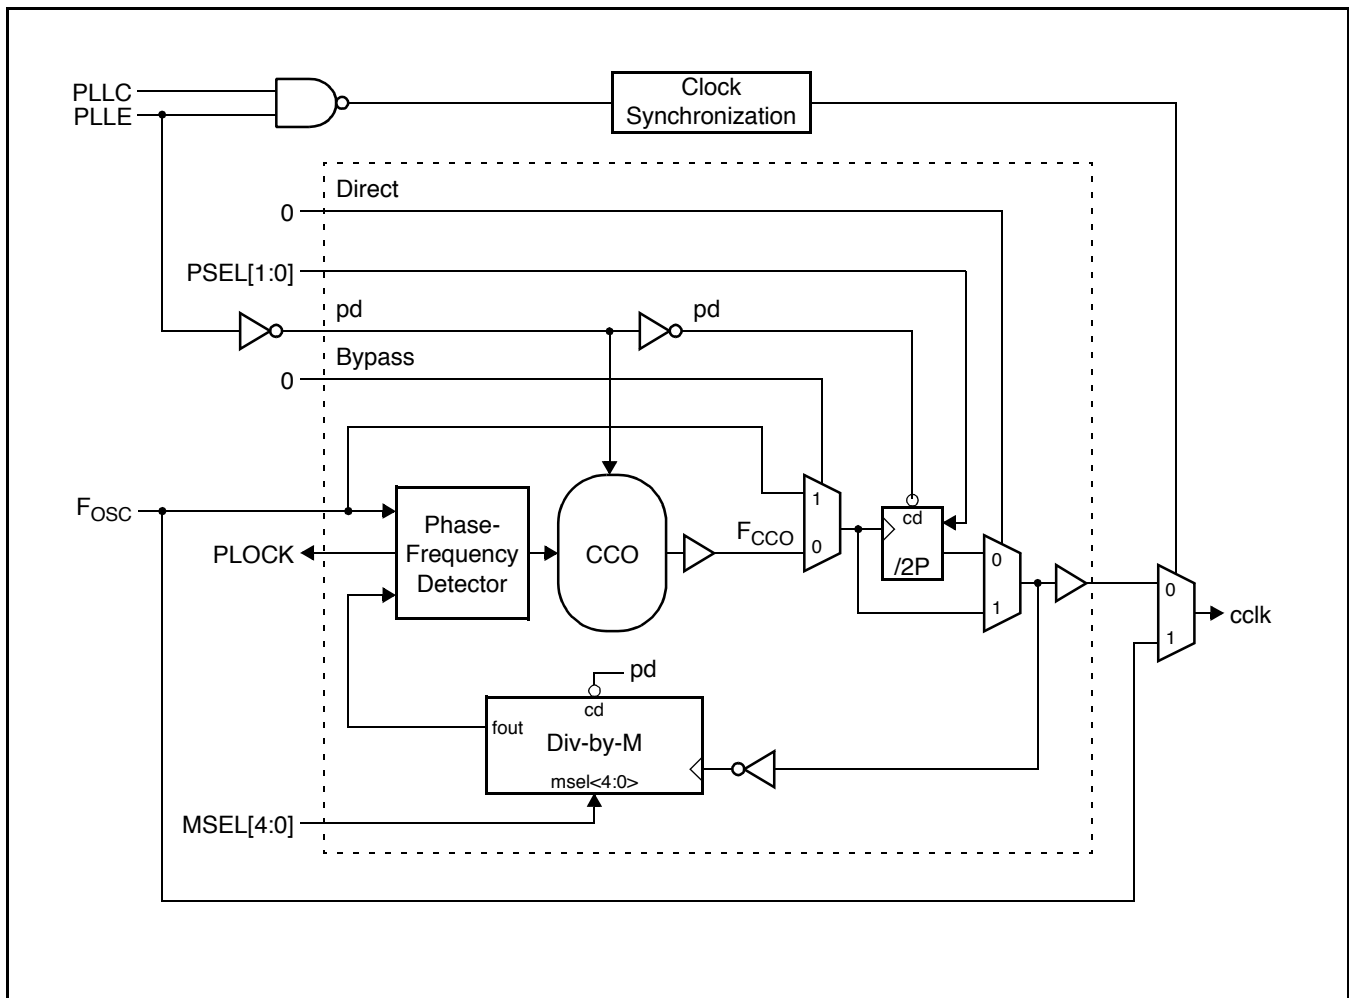 PLLC
PLLE
Clock
Synchronization
Direct
0
PSEL[1:0]
pd
pd
Bypass
0
FOSC
PLOCK
Phase-
Frequency
Detector
CCO
FCCO
1
0
cd
/2P
0
1
0
1
cclk
pd
cd
fout
Div-by-M
msel<4:0>
MSEL[4:0]